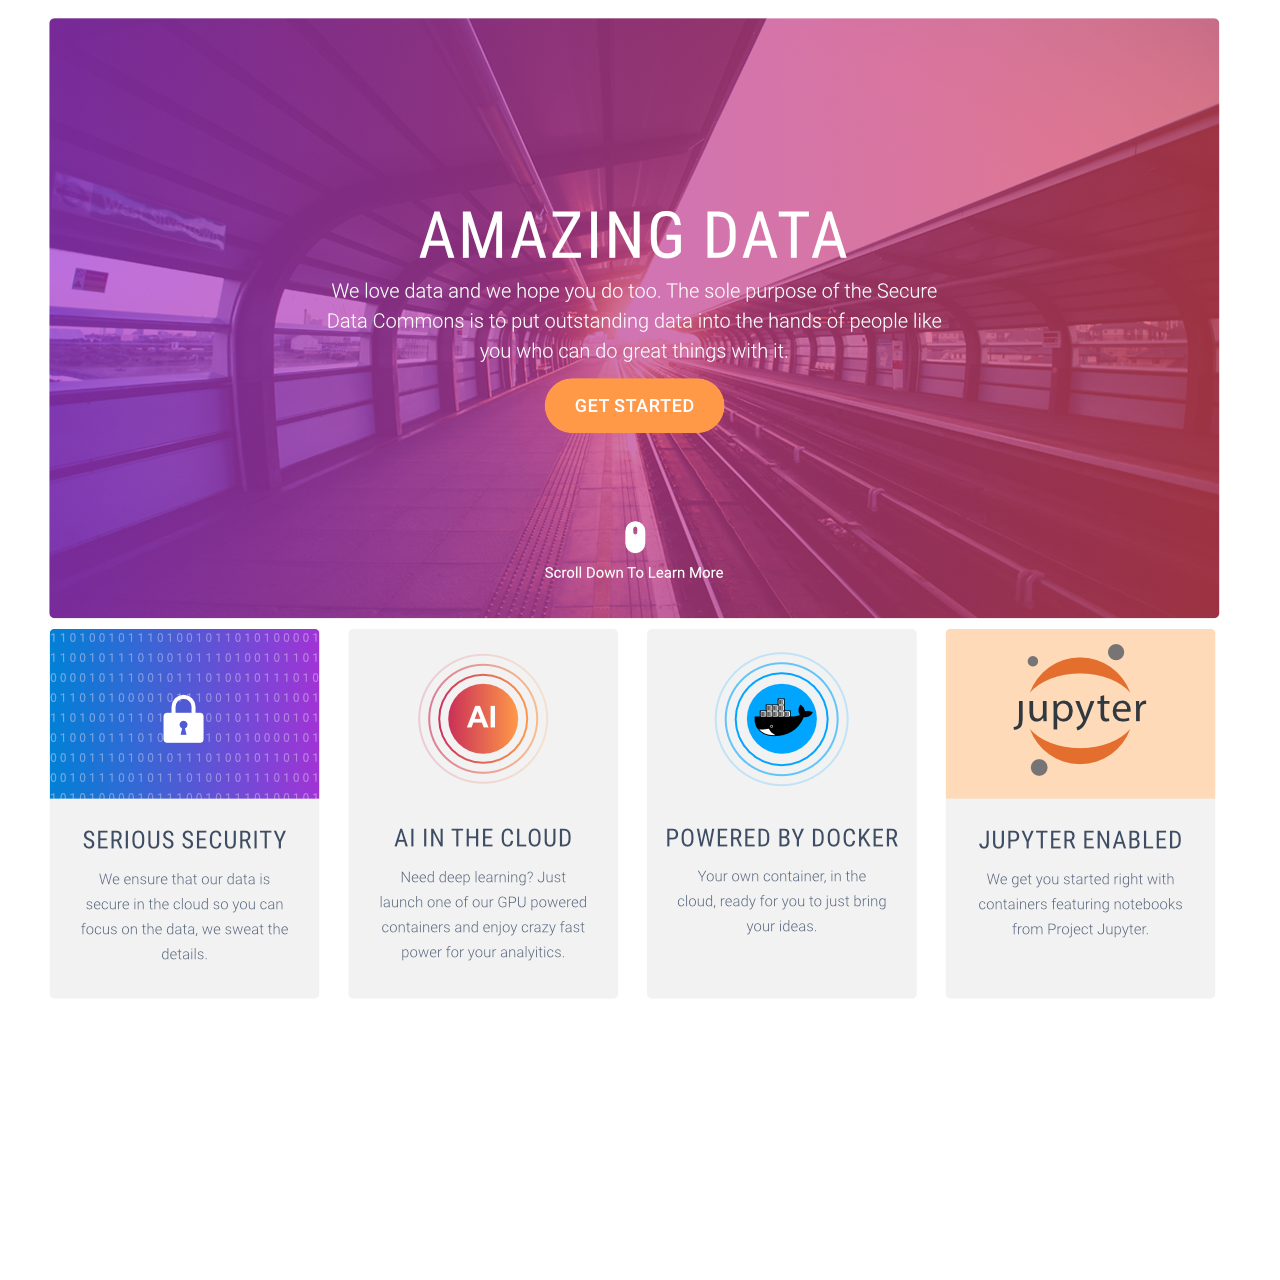 AMAZING DATA
We love data and we hope you do too. The sole purpose of the Secure
Data Commons is to put outstanding data into the hands of people like
you who can do great things with it.
GET STARTED
Scroll Down To Learn More
1101001011101001011010100001
1100101110100101110100101101
0000101110010111010010111010
AI
jupyter
SERIOUS SECURITY
We ensure that our data is
secure in the cloud so you can
focus on the data, we sweat the
details.
AI IN THE CLOUD
Need deep learning? Just
launch one of our GPU powered
containers and enjoy crazy fast
power for your analyitics.
POWERED BY DOCKER
Your own container, in the
cloud, ready for you to just bring
your ideas.
JUPYTER ENABLED
We get you started right with
containers featuring notebooks
from Project Jupyter.